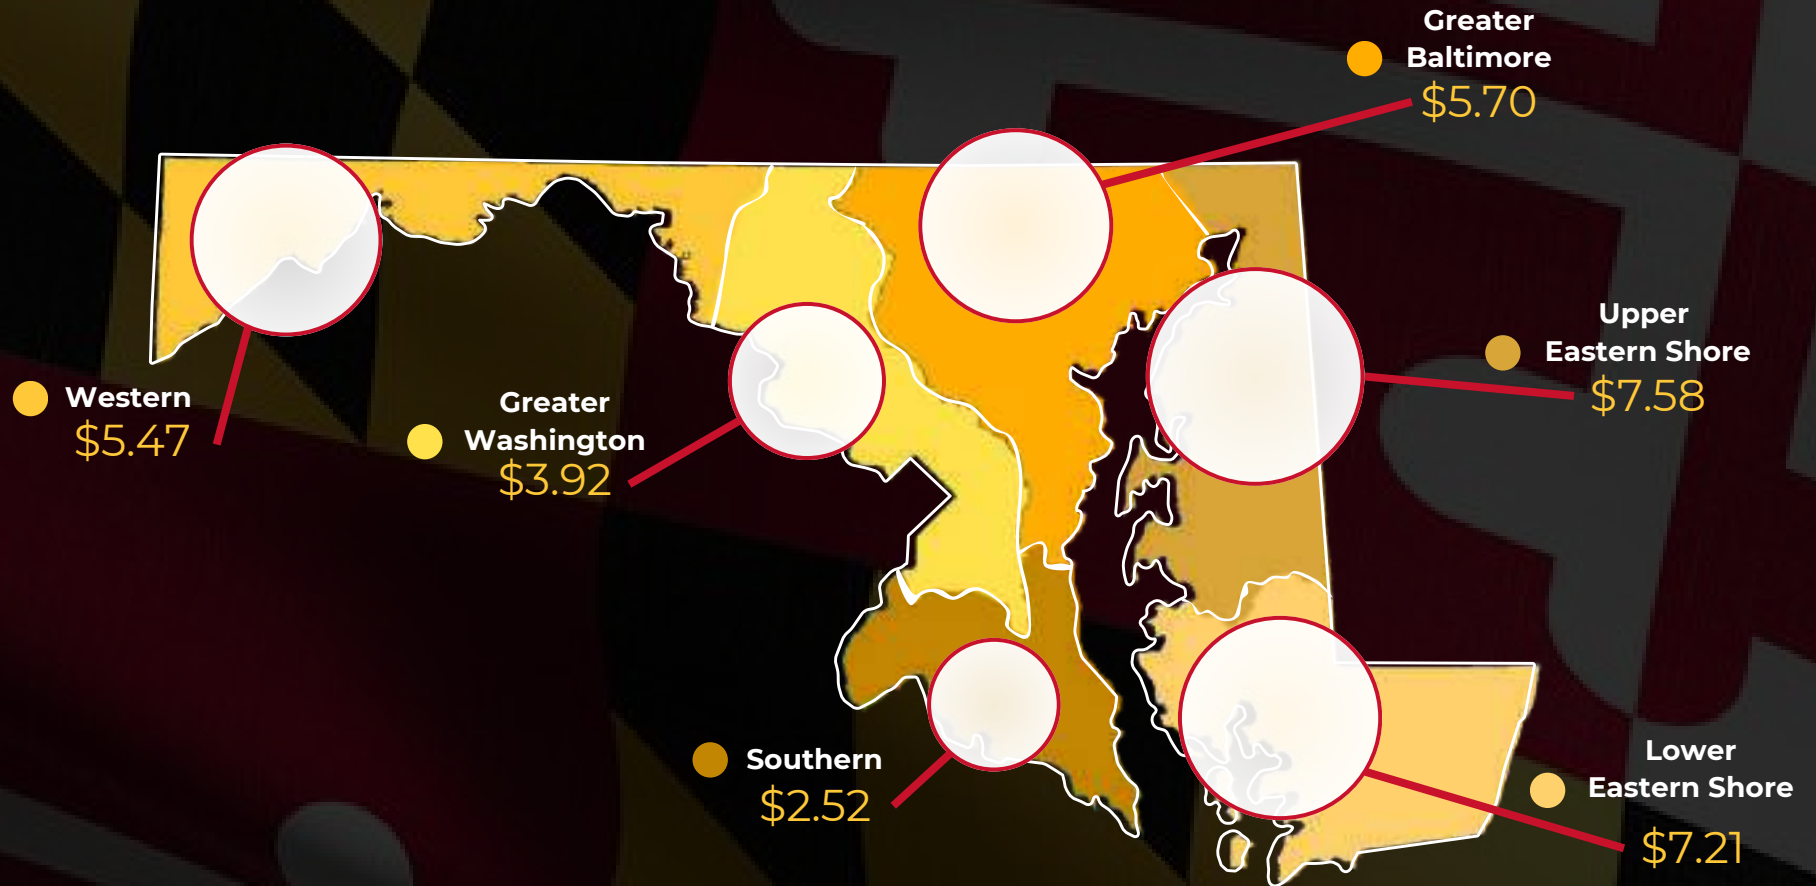 Greater
Baltimore
$5.70
Upper
Eastern Shore
$7.58
Western
$5.47
Greater
Washington
$3.92
Southern
$2.52
Lower
Eastern Shore
$7.21